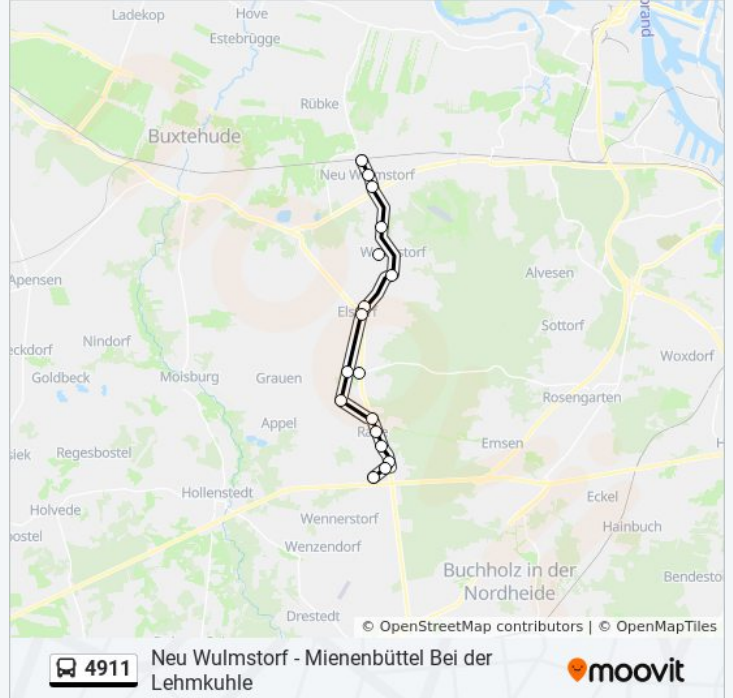 Ladekop
Hove
Estebrügge
Rübke
Buxtehude
Neu Wulmstorf
Apensen
Alvesen
Sottorf
Nindorf
eckdorf
Goldbeck
Moisburg
Grauen
Woxdorf
Rosengarten
Appel
Emsen
siek
Regesbostel
Hollenstedt
Eckel
Holvede
Wennerstorf
Hainbuch
ostel
Wenzendorf
Buchholz in der
Nordheide
Bendesto
Drestedt
© OpenStreetMap contributors | © OpenMapTiles
4911
Neu Wulmstorf - Mienenbüttel Bei der
Lehmkuhle
moovit